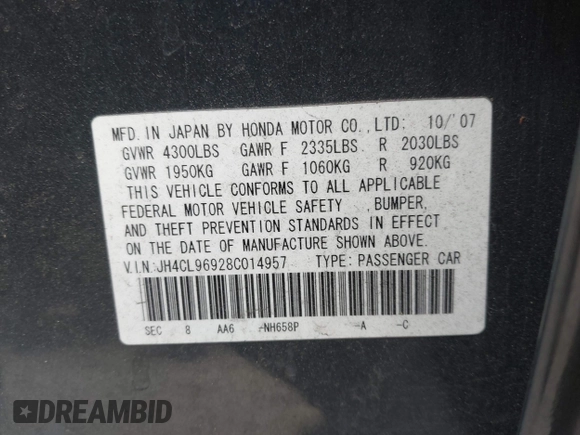 MFD. IN JAPAN BY HONDA MOTOR CO., LTD: 10/'07
GVWR 4300LBS GAWR F 2335LBS R 2030LBS
GVWR 1950KG GAWR F 1060KG R 920KG
THIS VEHICLE CONFORMS TO ALL APPLICABLE
FEDERAL MOTOR VEHICLE SAFETY ,BUMPER,
AND THEFT PREVENTION STANDARDS IN EFFECT
ON THE DATE OF MANUFACTURE SHOWN ABOVE.
V.I.N:JH4CL96928C014957 TYPE: PASSENGER CAR
SEC 8 AA6 -NH658P -A -C
DREAMBID